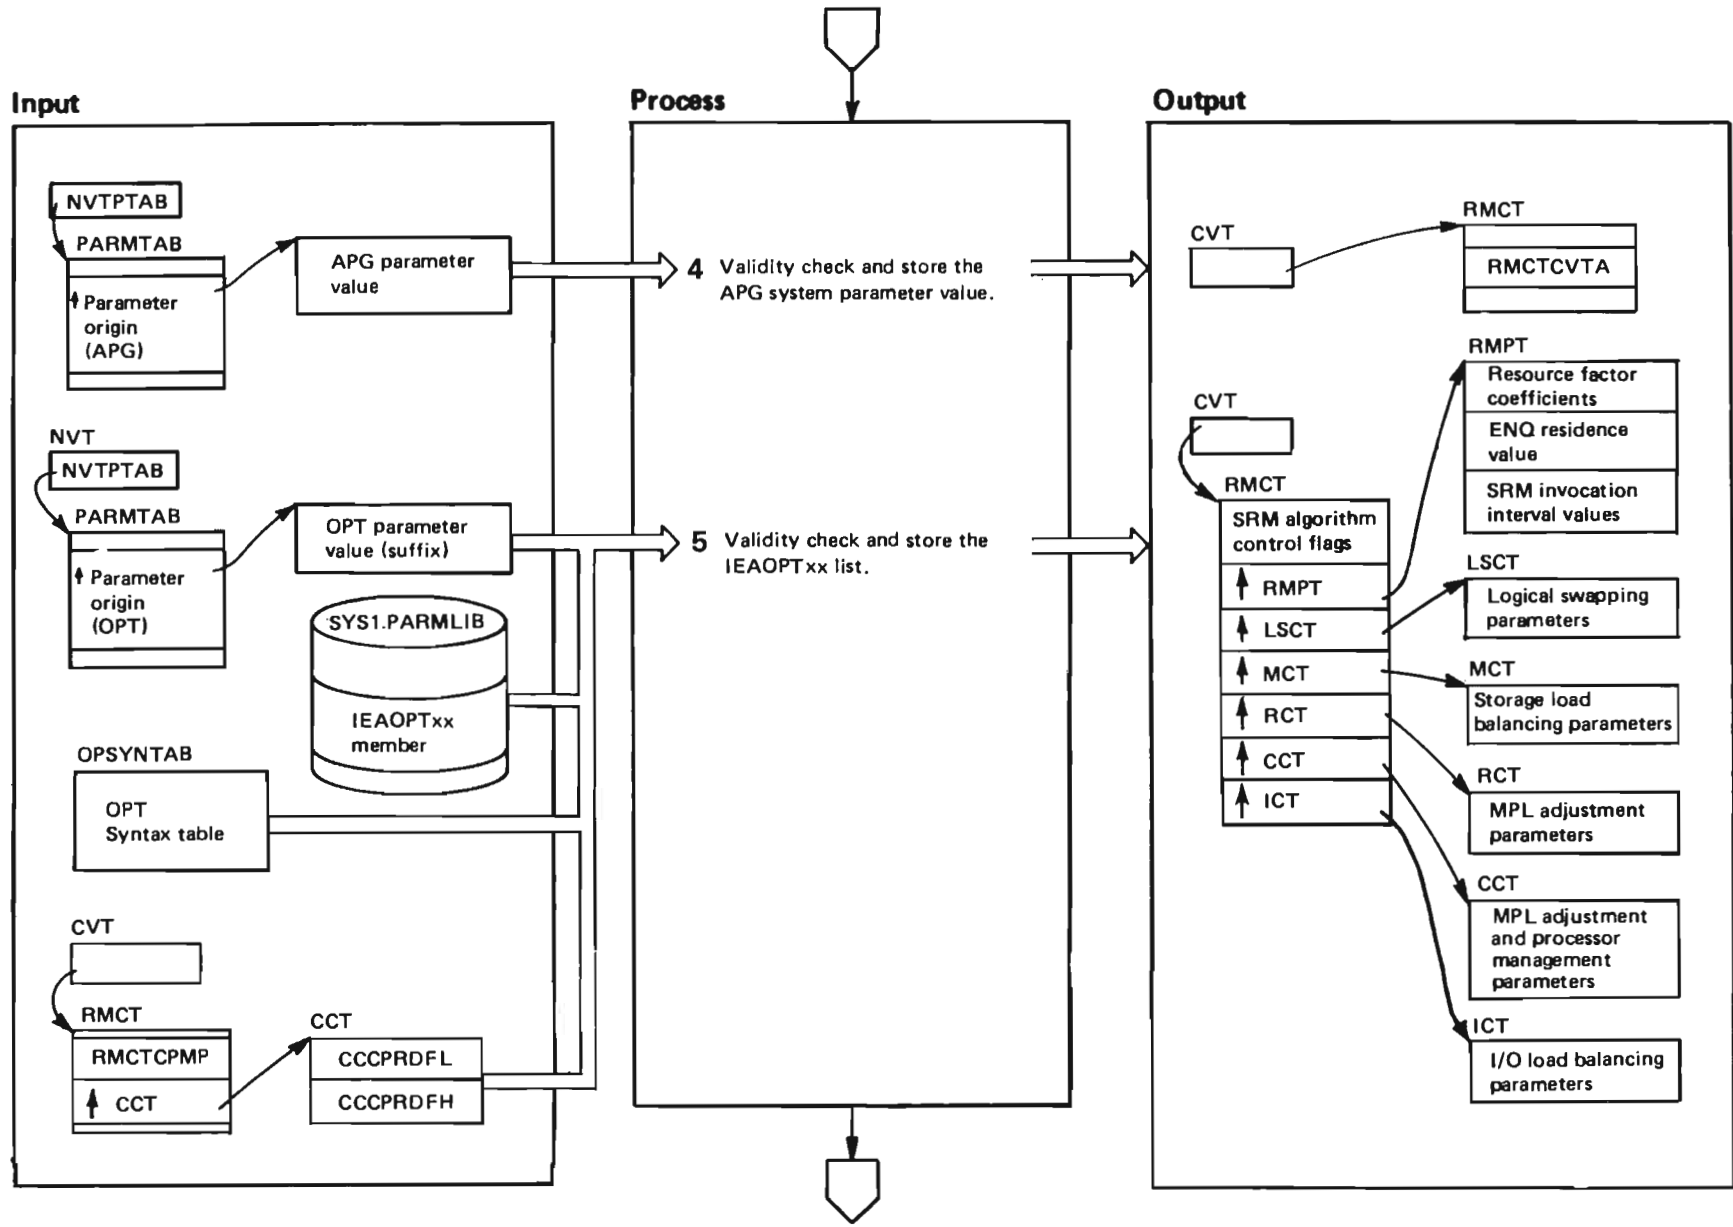 Input
NVTPTAB
PARMTAB
Parameter
origin
(APG)
APG parameter
value
NVT
NVTPTAB
PARMTAB
Parameter
origin
(OPT)
OPT parameter
value (suffix)
SYS1.PARMLIB
IEAOPTxx
member
OPSYNTAB
OPT
Syntax table
CVT
RMCT
RMCTCPMP
CCT
CCT
CCCPRDFL
CCCPRDFH
Process
4 Validity check and store the
APG system parameter value.
5 Validity check and store the
IEAOPTxx list.
Output
CVT
RMCT
RMCTCVTA
CVT
RMCT
SRM algorithm
control flags
RMPT
LSCT
MCT
RCT
CCT
ICT
RMPT
Resource factor
coefficients
ENQ residence
value
SRM invocation
interval values
LSCT
Logical swapping
parameters
MCT
Storage load
balancing parameters
RCT
MPL adjustment
parameters
CCT
MPL adjustment
and processor
management
parameters
ICT
I/O load balancing
parameters